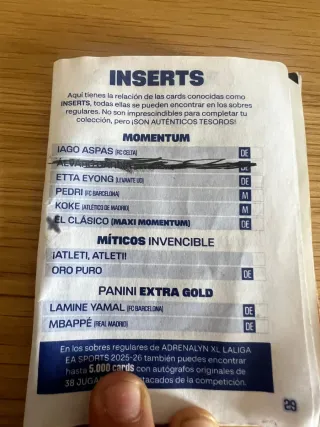 INSERTS
Aquí tienes la relación de las cards conocidas como
INSERTS, todas ellas se pueden encontrar en los sobres
regulares. No son imprescindibles para completar tu
colección, pero ¡SON AUTÉNTICOS TESOROS!
MOMENTUM
IAGO ASPAS (RC CELTA) DE
DE
ETTA EYONG (LEVANTE UD) DE
PEDRI (FC BARCELONA) M
KOKE (ATLÉTICO DE MADRID) M
EL CLÁSICO (MAXI MOMENTUM) DE
MÍTICOS INVENCIBLE
¡ATLETI, ATLETI!
ORO PURO DE
PANINI EXTRA GOLD
LAMINE YAMAL (FC BARCELONA) DE
MBAPPÉ (REAL MADRID) DE
En los sobres regulares de ADRENALYN XL LALIGA
EA SPORTS 2025-26 también puedes encontrar
hasta 5.000 cards con autógrafos originales de
38 JUGA stacados de la competición.
29